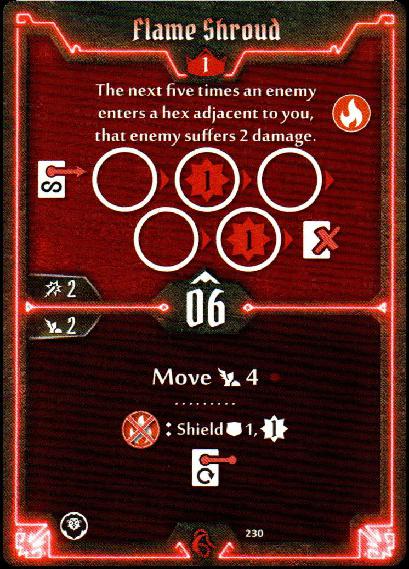 Flame Shroud
1
The next five times an enemy
enters a hex adjacent to you,
that enemy suffers 2 damage.
1
1
2
06
2
Move 4
.........
: Shield 1, 1
230